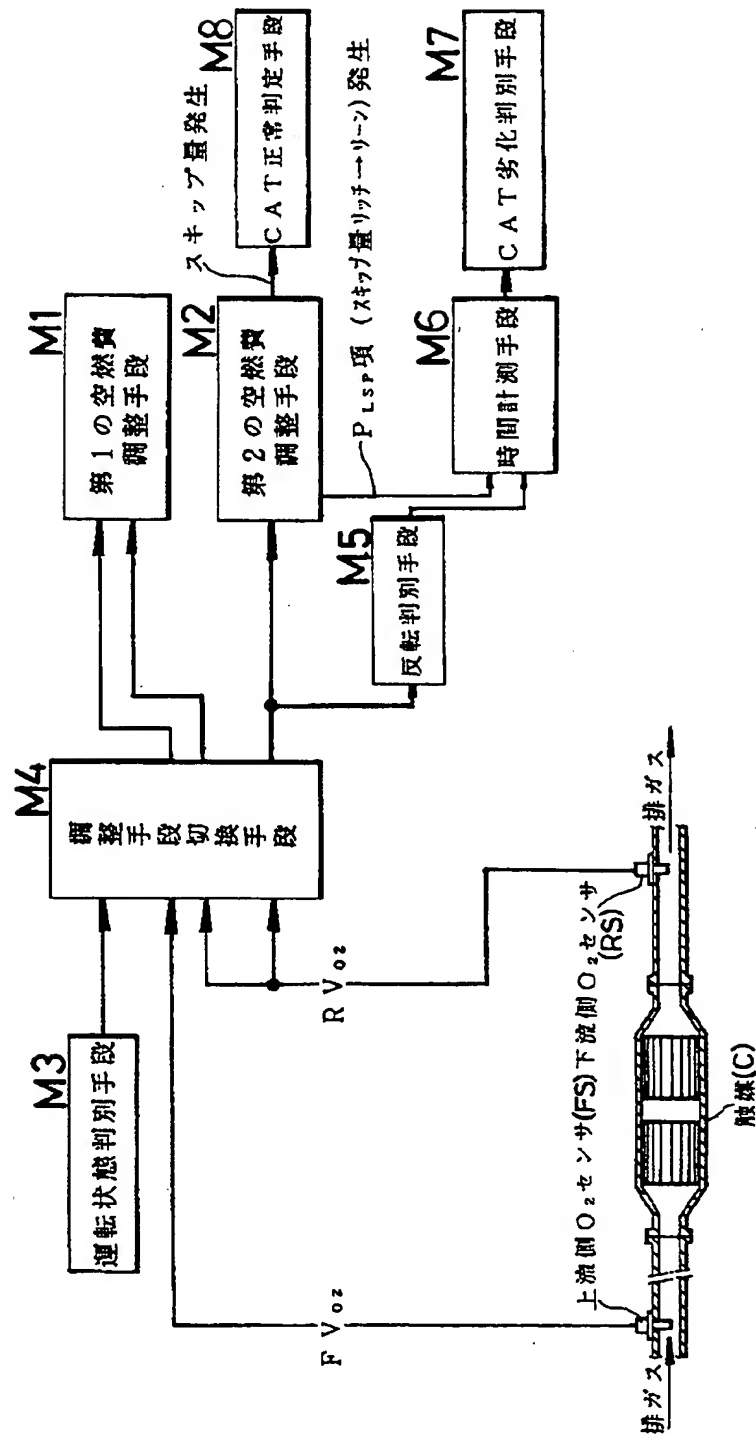 M1
第1の空燃費
調整手段
M2
第2の空燃費
調整手段
スキップ量発生
M8
CAT正常判定手段
PLSP項(スキップ量リッチ→リーン)発生
M3
運転状態判別手段
M4
調整手段切換手段
M5
反転判別手段
M6
時間計測手段
M7
CAT劣化判別手段
FVO2
RVO2
排ガス
上流側O2センサ(FS)
下流側O2センサ
(RS)
排ガス
触媒(C)